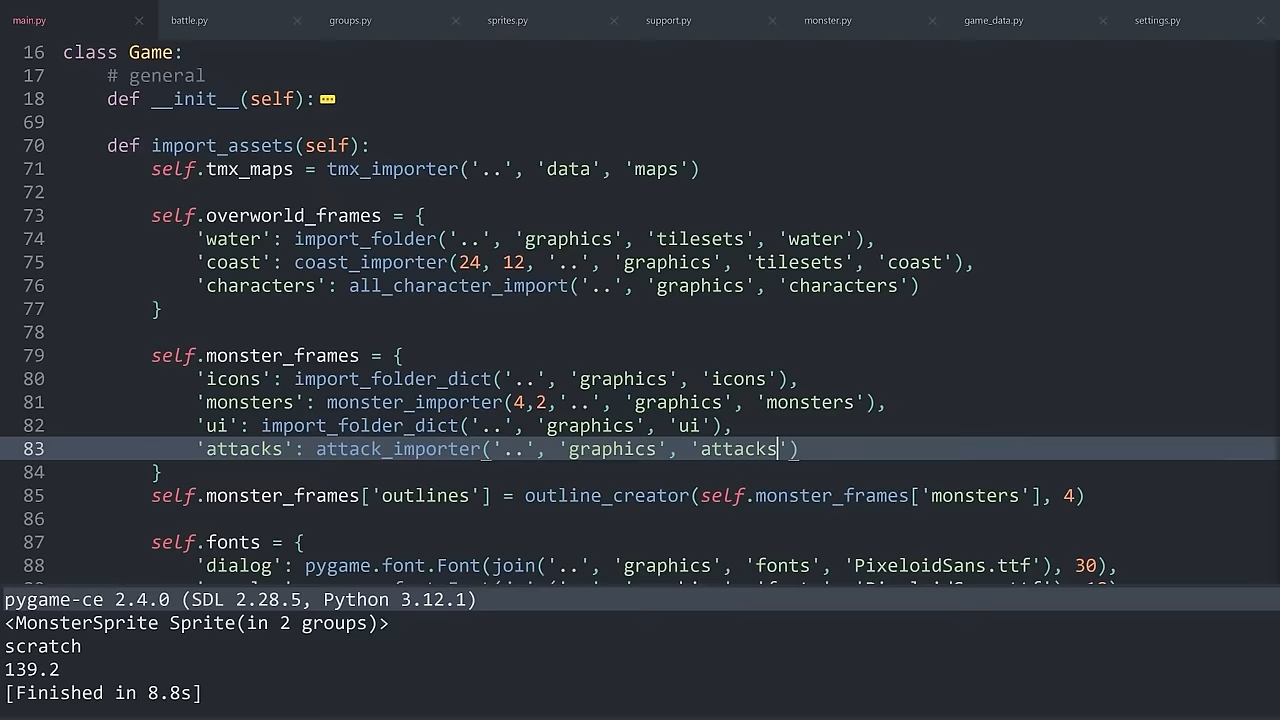 main.py battle.py groups.py sprites.py support.py monster.py game_data.py settings.py
16 class Game:
17 # general
18 def __init__(self):
69
70 def import_assets(self):
71 self.tmx_maps = tmx_importer('..', 'data', 'maps')
72
73 self.overworld_frames = {
74 'water': import_folder('..', 'graphics', 'tilesets', 'water'),
75 'coast': coast_importer(24, 12, '..', 'graphics', 'tilesets', 'coast'),
76 'characters': all_character_import('..', 'graphics', 'characters')
77 }
78
79 self.monster_frames = {
80 'icons': import_folder_dict('..', 'graphics', 'icons'),
81 'monsters': monster_importer(4,2,'..', 'graphics', 'monsters'),
82 'ui': import_folder_dict('..', 'graphics', 'ui'),
83 'attacks': attack_importer('..', 'graphics', 'attacks')
84 }
85 self.monster_frames['outlines'] = outline_creator(self.monster_frames['monsters'], 4)
86
87 self.fonts = {
88 'dialog': pygame.font.Font(join('..', 'graphics', 'fonts', 'PixeloidSans.ttf'), 30),
pygame-ce 2.4.0 (SDL 2.28.5, Python 3.12.1)
<MonsterSprite Sprite(in 2 groups)>
scratch
139.2
[Finished in 8.8s]